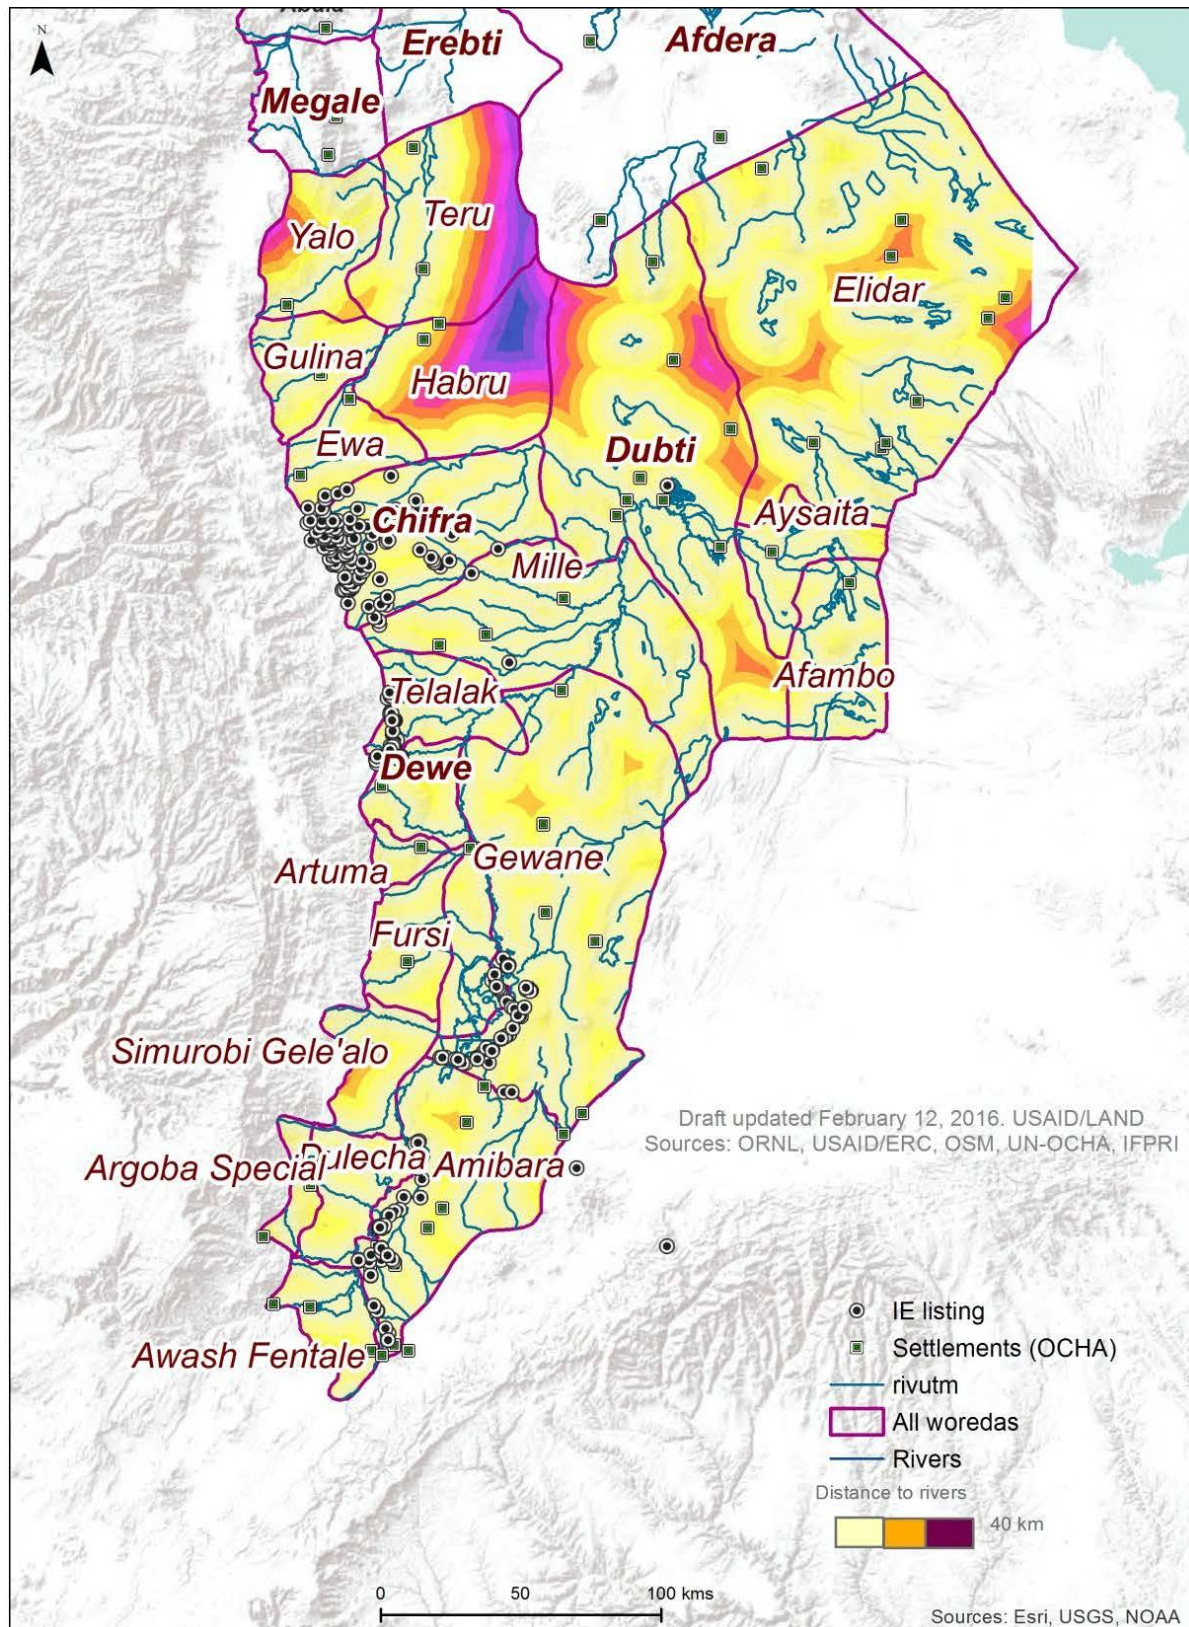 N
Abala
Erebti
Afdera
Megale
Teru
Yalo
Elidar
Gulina
Habru
Ewa
Dubti
Chifra
Aysaita
Mille
Telalak
Afambo
Dewe
Gewane
Artuma
Fursi
Simurobi Gele'alo
Draft updated February 12, 2016. USAID/LAND
Sources: ORNL, USAID/ERC, OSM, UN-OCHA, IFPRI
Dulecha
Argoba Special
Amibara
IE listing
Awash Fentale
Settlements (OCHA)
rivutm
All woredas
Rivers
Distance to rivers
40 km
0 50 100 kms
Sources: Esri, USGS, NOAA